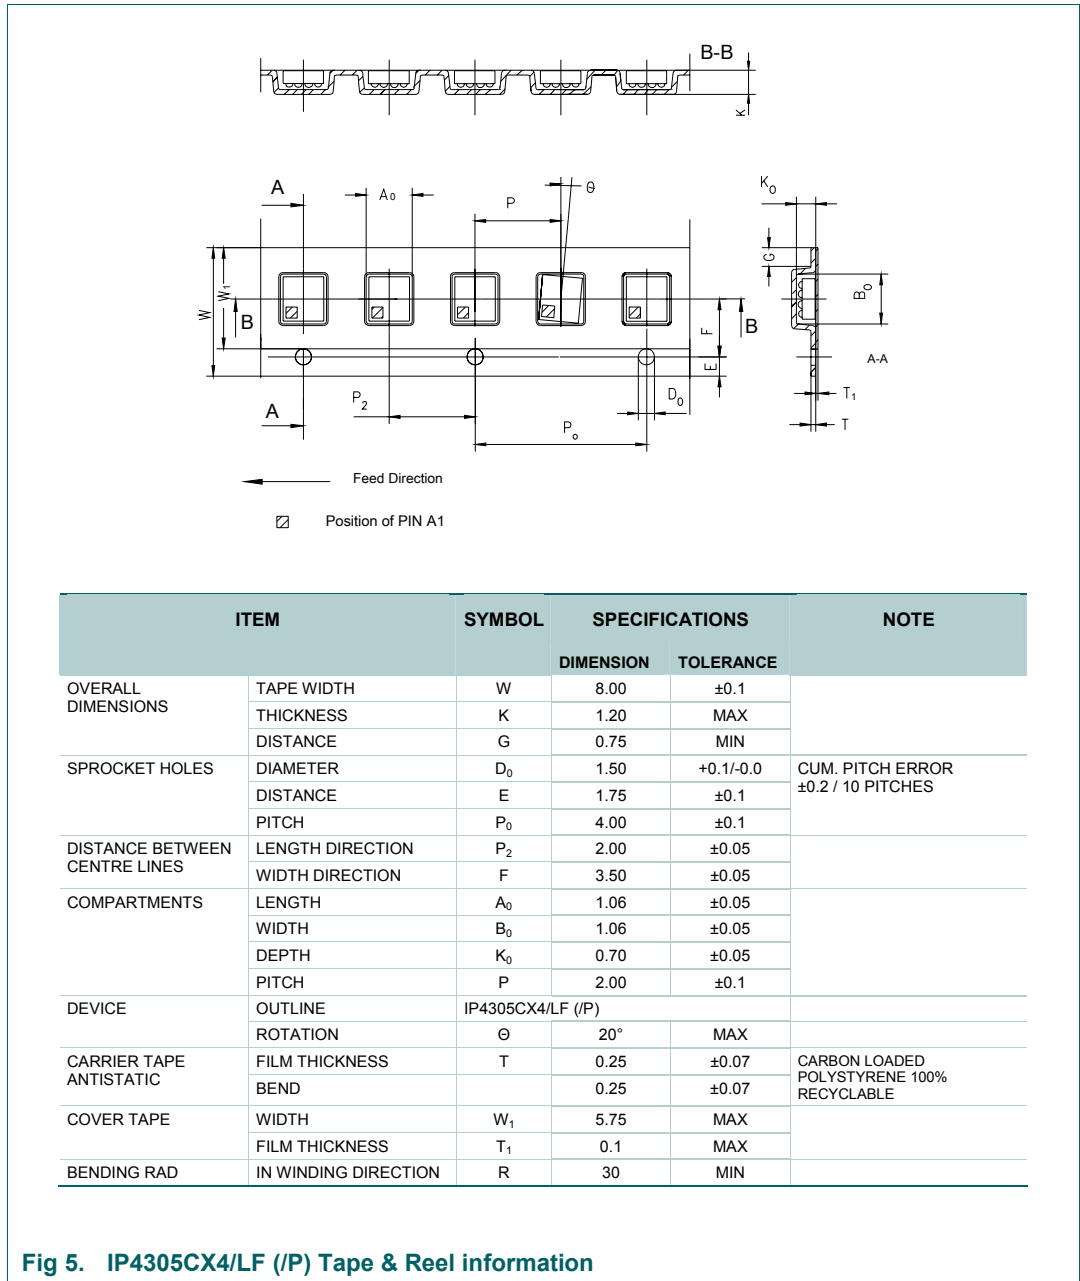 B-B
K
A
A₀
P
Θ
K₀
G
W
W₁
B
B
F
E
B₀
A-A
P₂
D₀
T₁
A
P₀
T
Feed Direction
Position of PIN A1
ITEM SYMBOL SPECIFICATIONS NOTE
DIMENSION TOLERANCE
OVERALL DIMENSIONS TAPE WIDTH W 8.00 ±0.1
THICKNESS K 1.20 MAX
DISTANCE G 0.75 MIN
SPROCKET HOLES DIAMETER D₀ 1.50 +0.1/-0.0 CUM. PITCH ERROR ±0.2 / 10 PITCHES
DISTANCE E 1.75 ±0.1
PITCH P₀ 4.00 ±0.1
DISTANCE BETWEEN CENTRE LINES LENGTH DIRECTION P₂ 2.00 ±0.05
WIDTH DIRECTION F 3.50 ±0.05
COMPARTMENTS LENGTH A₀ 1.06 ±0.05
WIDTH B₀ 1.06 ±0.05
DEPTH K₀ 0.70 ±0.05
PITCH P 2.00 ±0.1
DEVICE OUTLINE IP4305CX4/LF (/P)
ROTATION Θ 20° MAX
CARRIER TAPE ANTISTATIC FILM THICKNESS T 0.25 ±0.07 CARBON LOADED POLYSTYRENE 100% RECYCLABLE
BEND 0.25 ±0.07
COVER TAPE WIDTH W₁ 5.75 MAX
FILM THICKNESS T₁ 0.1 MAX
BENDING RAD IN WINDING DIRECTION R 30 MIN
Fig 5. IP4305CX4/LF (/P) Tape & Reel information